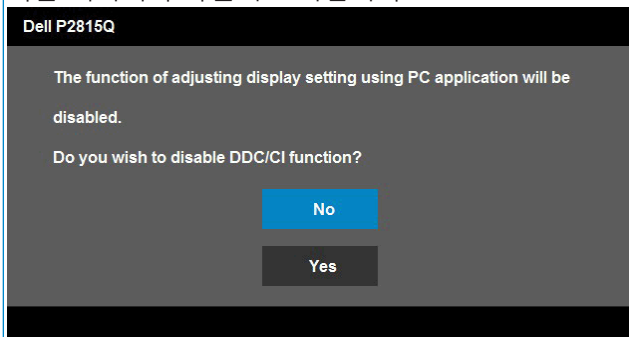 Dell P2815Q
The function of adjusting display setting using PC application will be
disabled.
Do you wish to disable DDC/CI function?
No
Yes